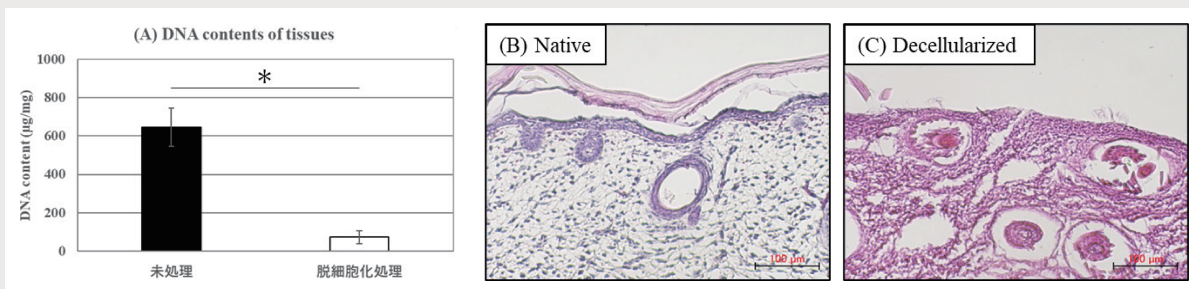 (A) DNA contents of tissues
DNA content (μg/mg)
1000
800
600
400
200
0
*
未処理
脱細胞化処理
(B) Native
100 μm
(C) Decellularized
100 μm